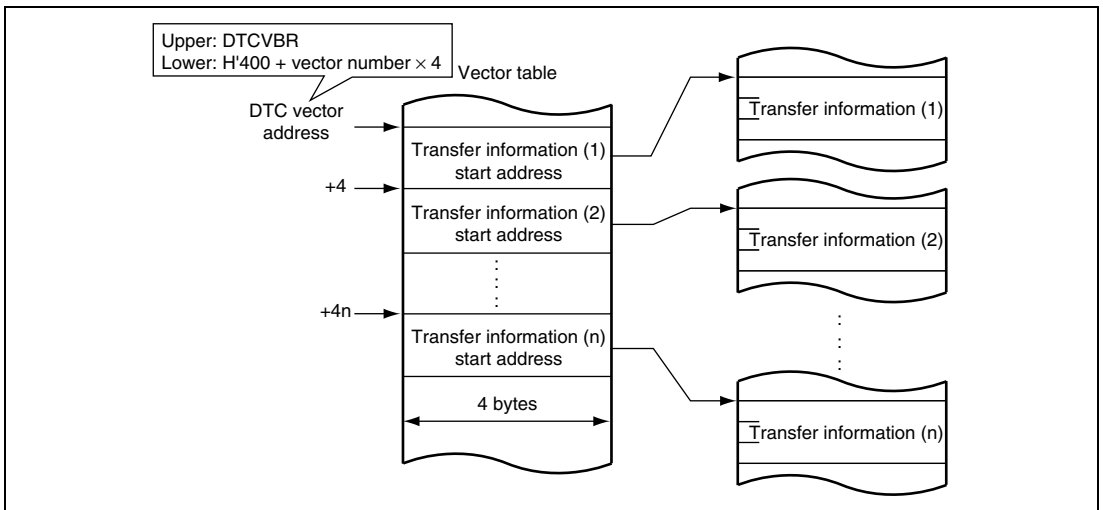 Upper: DTCVBR
Lower: H'400 + vector number × 4
Vector table
DTC vector
address
Transfer information (1)
start address
+4
Transfer information (2)
start address
+4n
Transfer information (n)
start address
4 bytes
Transfer information (1)
Transfer information (2)
Transfer information (n)